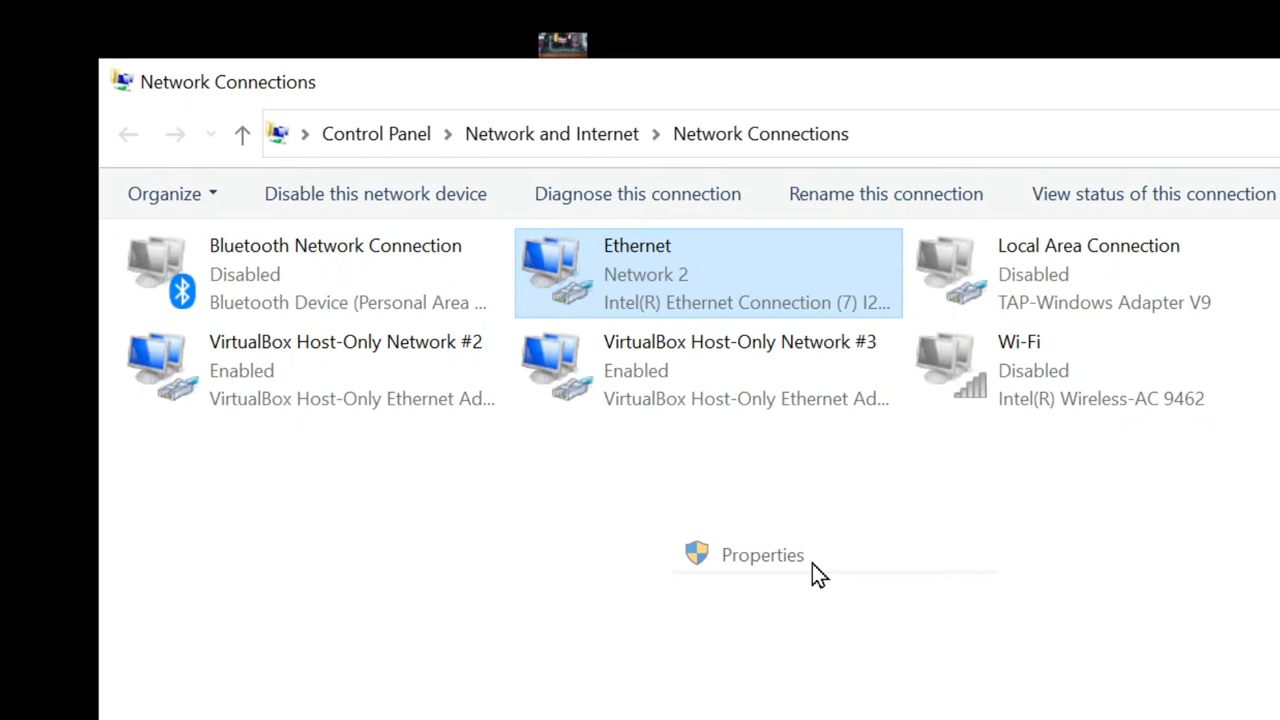 Network Connections
Control Panel > Network and Internet > Network Connections
Organize Disable this network device Diagnose this connection Rename this connection View status of this connection
Bluetooth Network Connection
Disabled
Bluetooth Device (Personal Area ...
Ethernet
Network 2
Intel(R) Ethernet Connection (7) I2...
Local Area Connection
Disabled
TAP-Windows Adapter V9
VirtualBox Host-Only Network #2
Enabled
VirtualBox Host-Only Ethernet Ad...
VirtualBox Host-Only Network #3
Enabled
VirtualBox Host-Only Ethernet Ad...
Wi-Fi
Disabled
Intel(R) Wireless-AC 9462
Properties